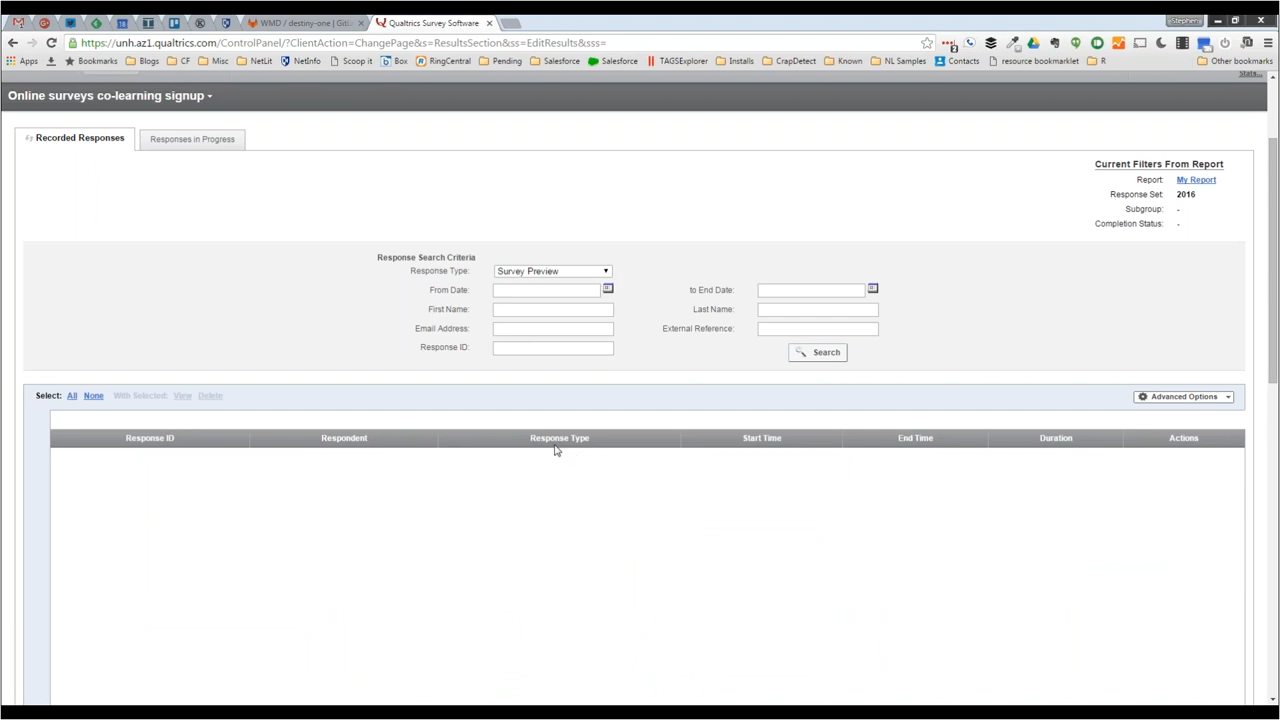 WMD / destiny-one | GitL
Qualtrics Survey Software
Stephen
https://unh.az1.qualtrics.com/ControlPanel/?ClientAction=ChangePage&s=ResultsSection&ss=EditResults&sss=
Apps Bookmarks Blogs CF Misc NetLit NetInfo Scoop it Box RingCentral Pending Salesforce Salesforce TAGSExplorer Installs CrapDetect Known NL Samples Contacts resource bookmarklet R Other bookmarks
Stats...
Online surveys co-learning signup
Recorded Responses
Responses in Progress
Current Filters From Report
Report: My Report
Response Set: 2016
Subgroup: -
Completion Status: -
Response Search Criteria
Response Type: Survey Preview
From Date: to End Date:
First Name: Last Name:
Email Address: External Reference:
Response ID: Search
Select: All None With Selected: View Delete Advanced Options
Response ID Respondent Response Type Start Time End Time Duration Actions